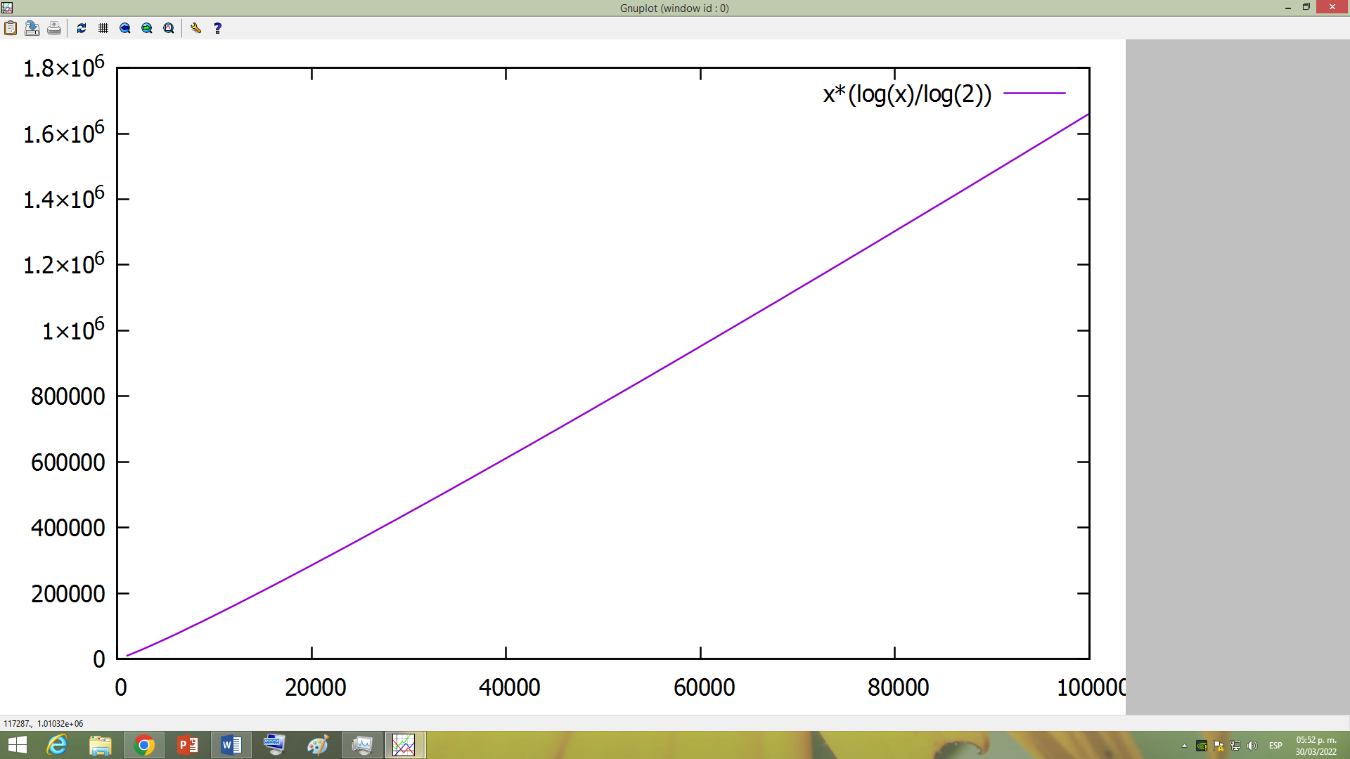 Gnuplot (window id : 0)
1.8×10⁶
x*(log(x)/log(2))
1.6×10⁶
1.4×10⁶
1.2×10⁶
1×10⁶
800000
600000
400000
200000
0
0 20000 40000 60000 80000 100000
117287., 1.01032e+06
ESP
05:52 p. m.
30/03/2022